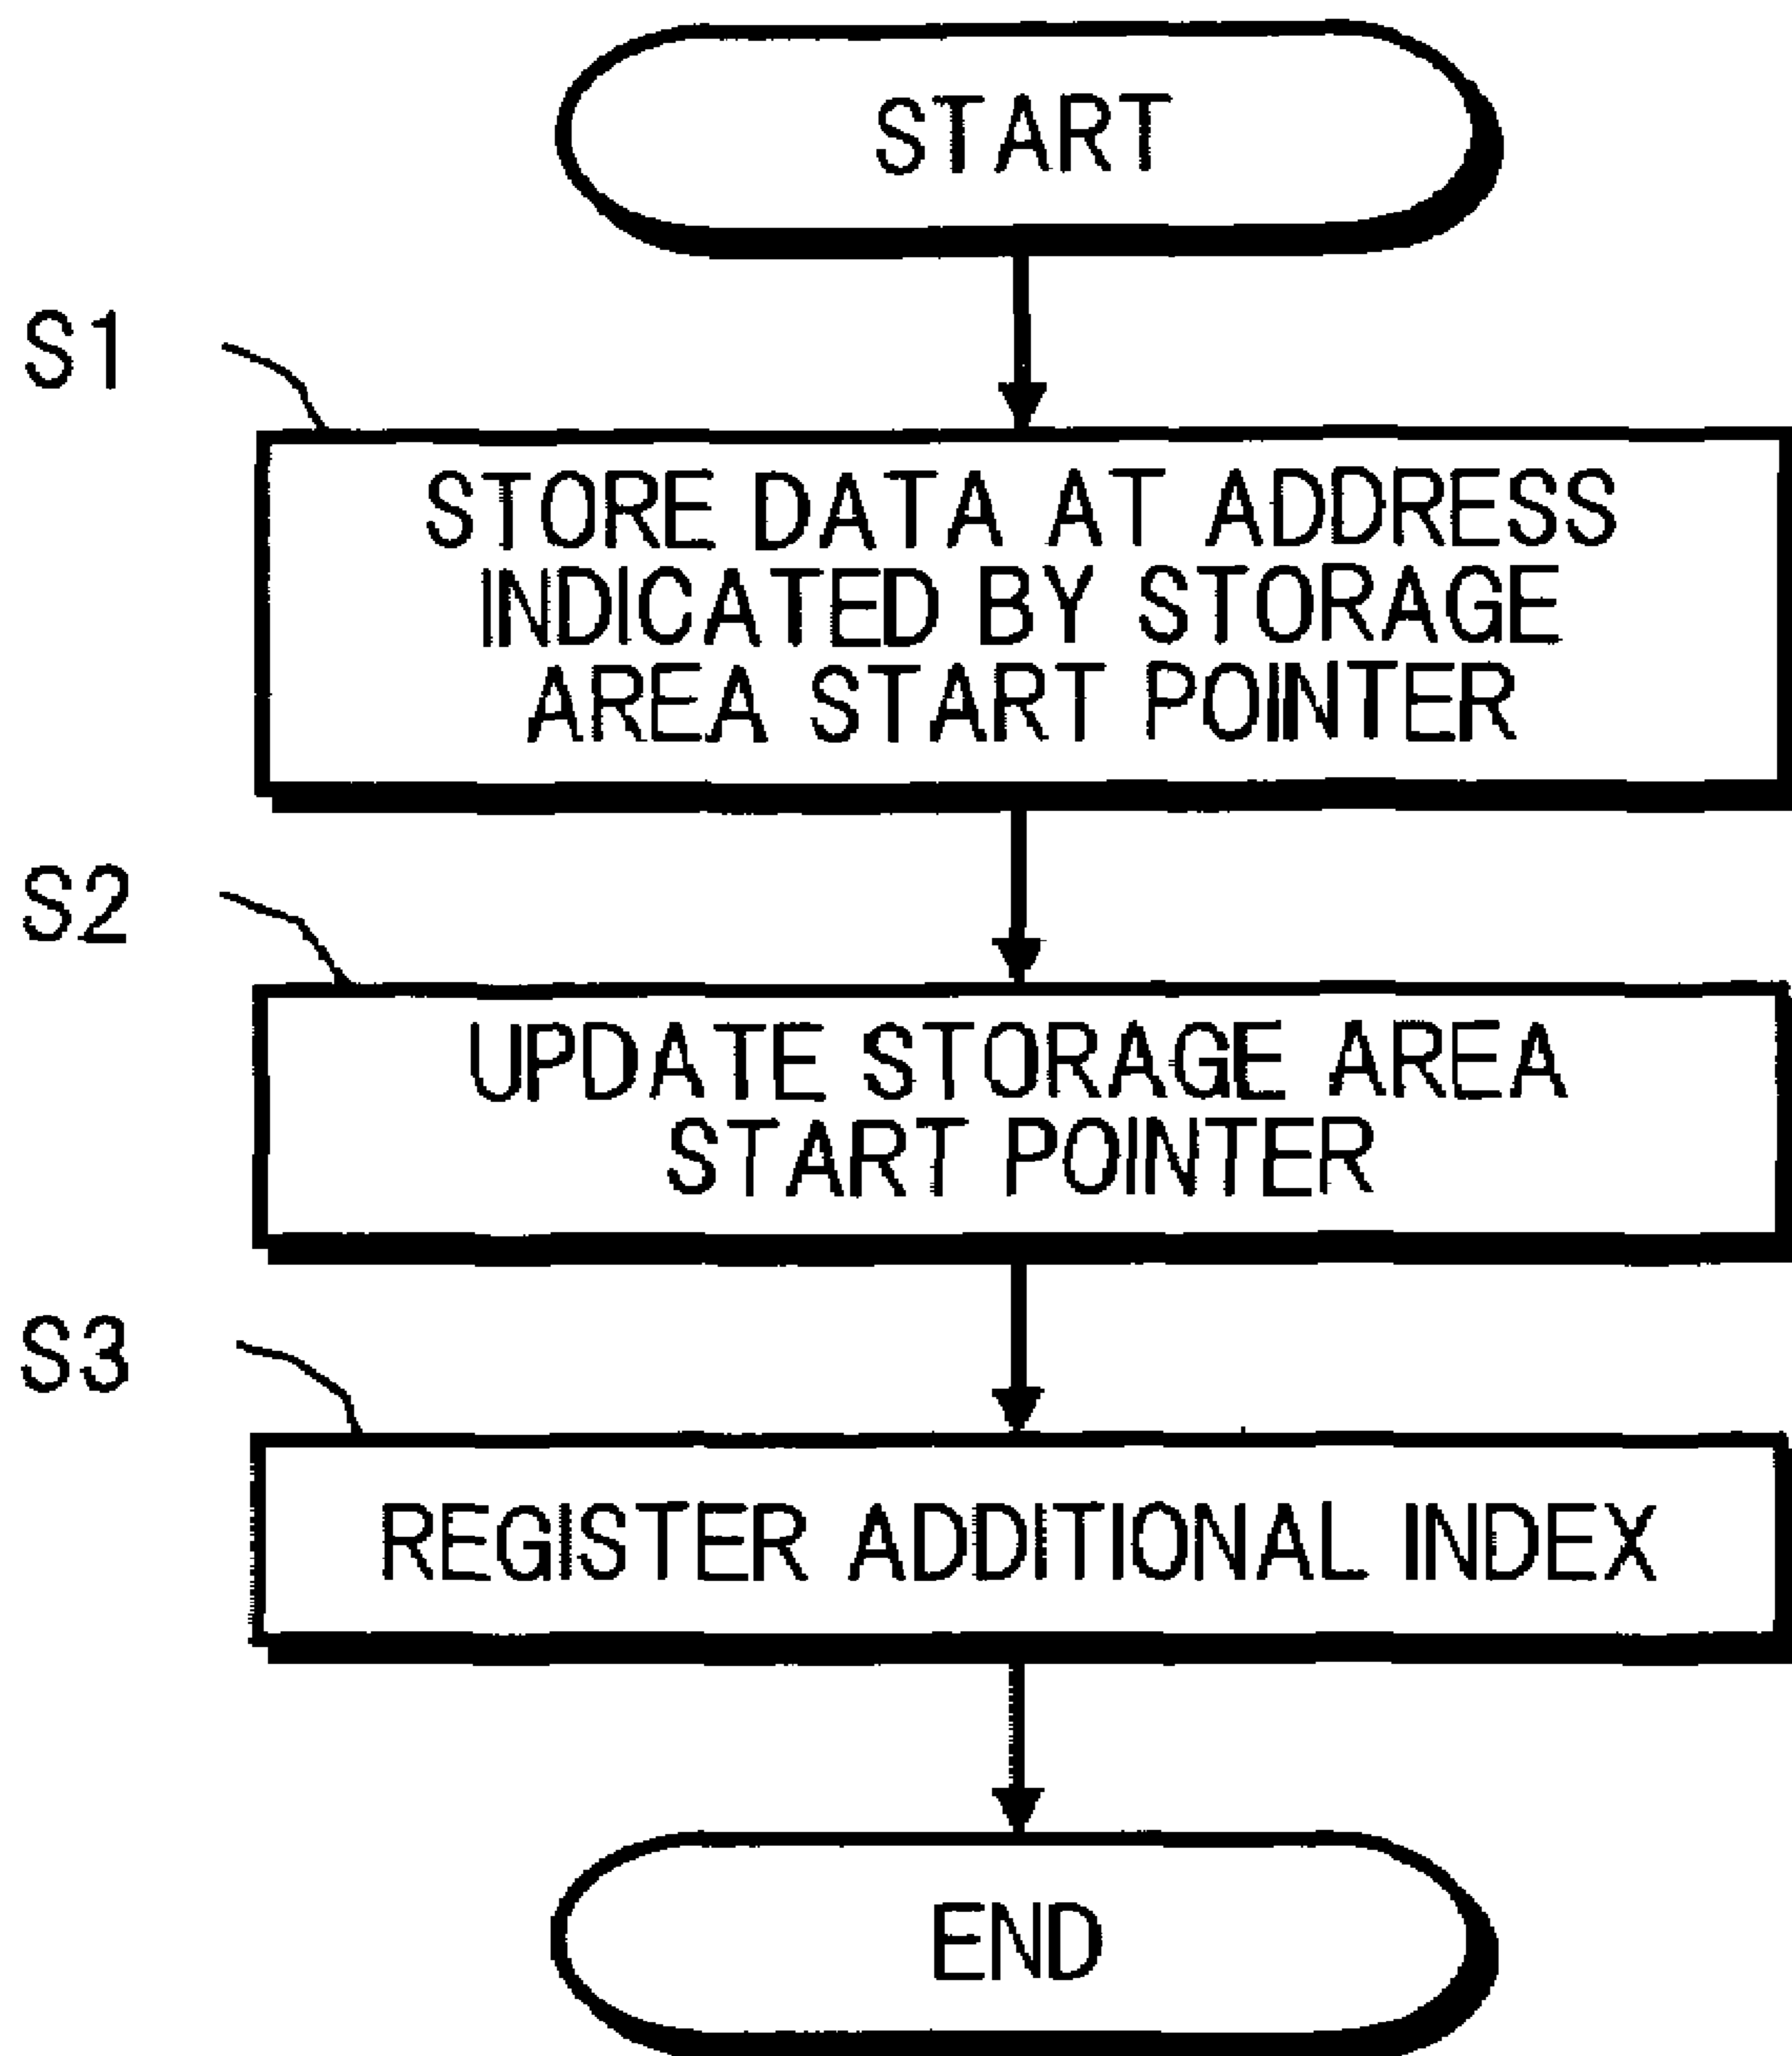 START
S1
STORE DATA AT ADDRESS
INDICATED BY STORAGE
AREA START POINTER
S2
UPDATE STORAGE AREA
START POINTER
S3
REGISTER ADDITIONAL INDEX
END